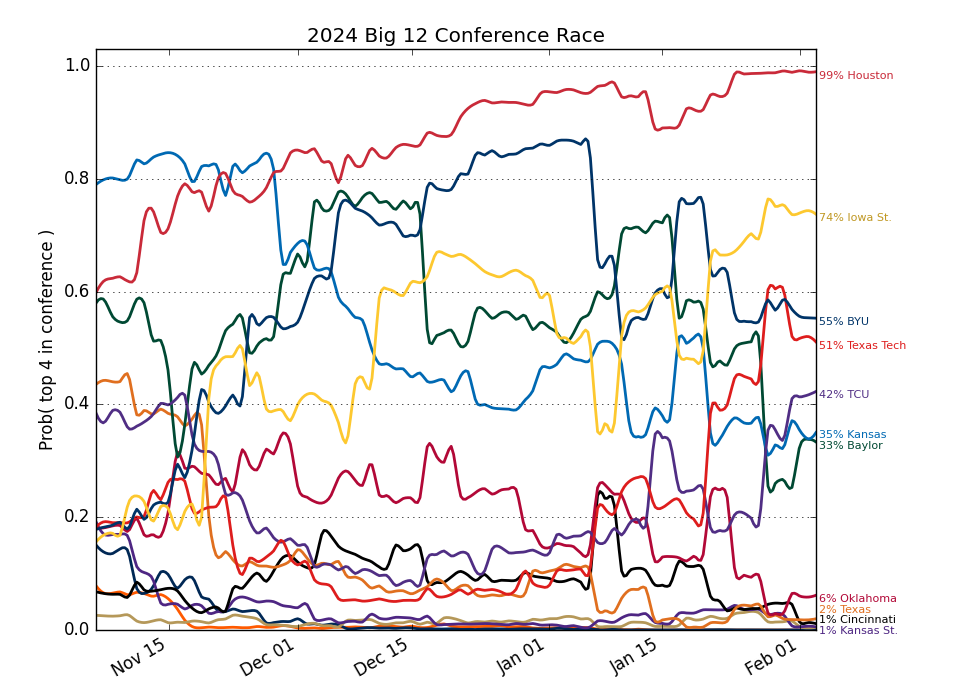 2024 Big 12 Conference Race
Prob( top 4 in conference )
1.0
0.8
0.6
0.4
0.2
0.0
Nov 15
Dec 01
Dec 15
Jan 01
Jan 15
Feb 01
99% Houston
74% Iowa St.
55% BYU
51% Texas Tech
42% TCU
35% Kansas
33% Baylor
6% Oklahoma
2% Texas
1% Cincinnati
1% Kansas St.